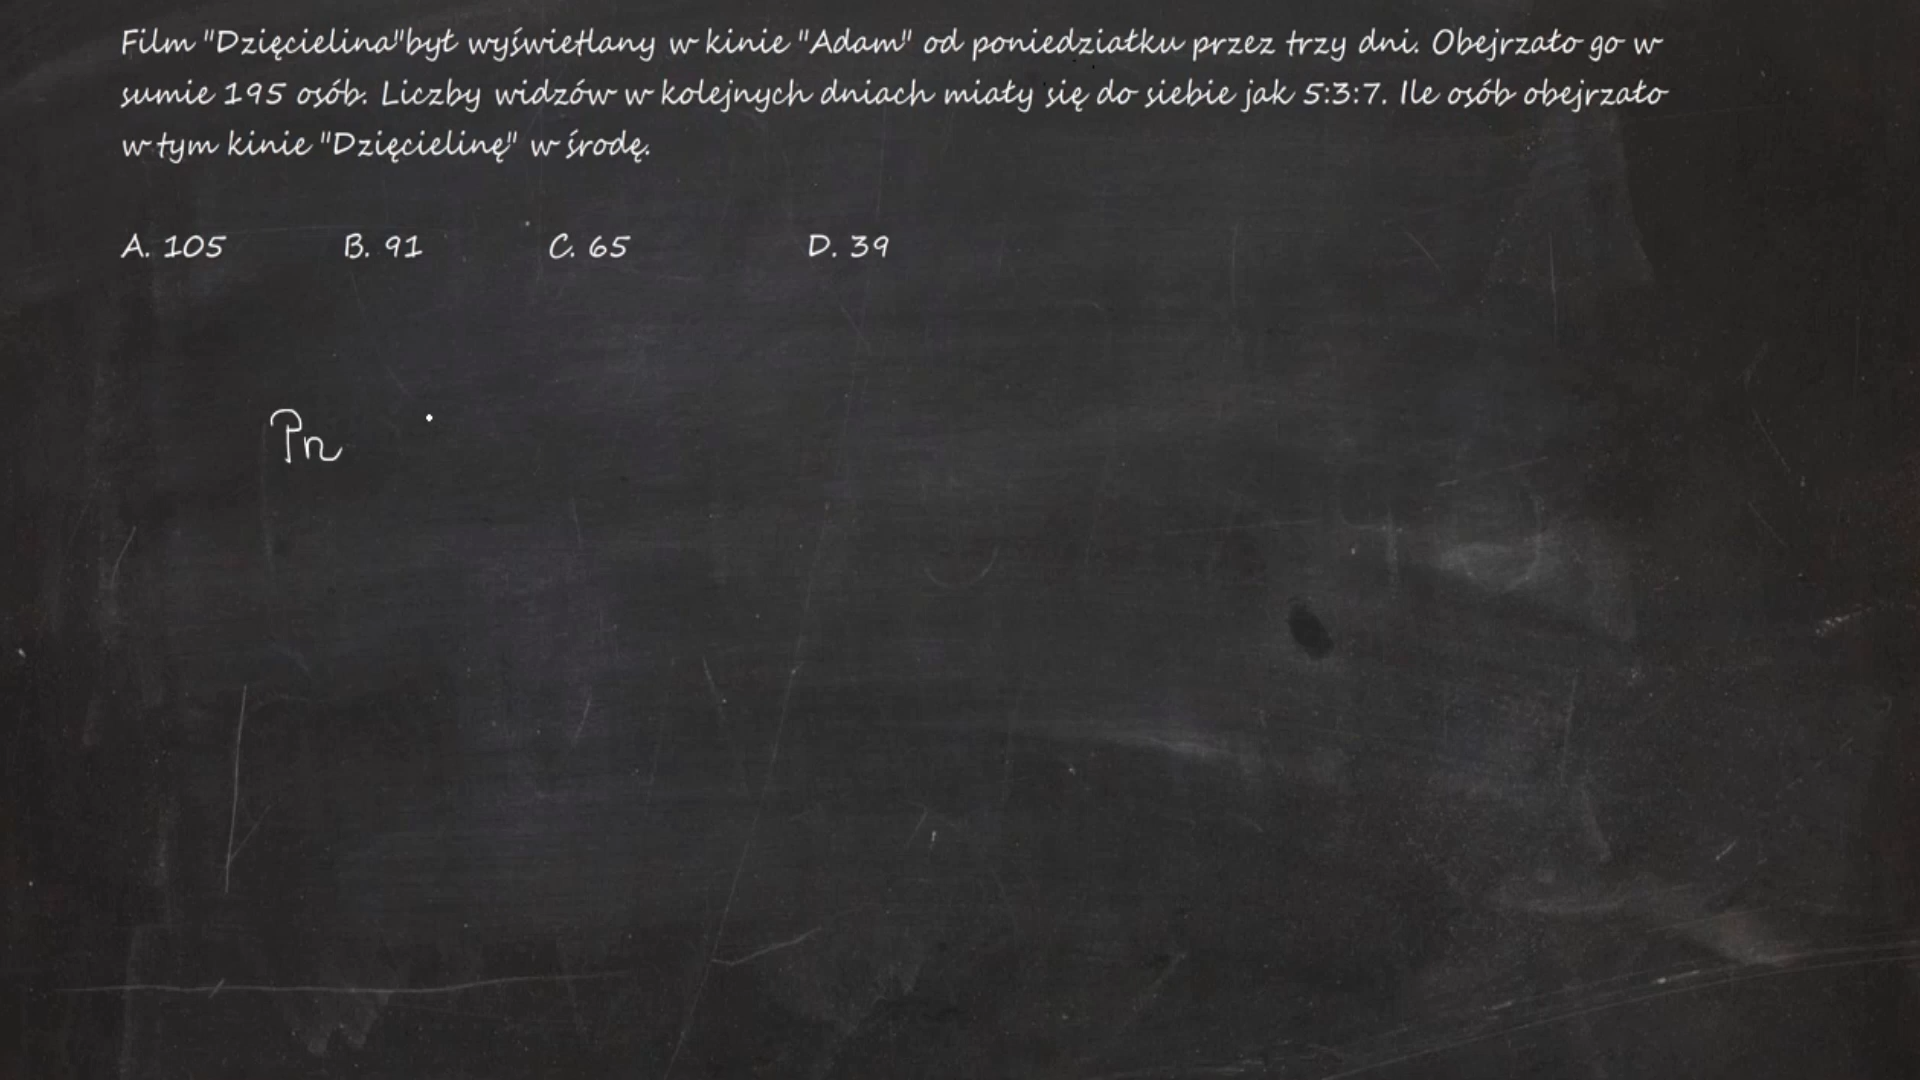 Film "Dzięcielina"był wyświetlany w kinie "Adam" od poniedziałku przez trzy dni. Obejrzało go w
sumie 195 osób. Liczby widzów w kolejnych dniach miały się do siebie jak 5:3:7. Ile osób obejrzało
w tym kinie "Dzięcielinę" w środę.
A. 105 B. 91 C. 65 D. 39
Pn